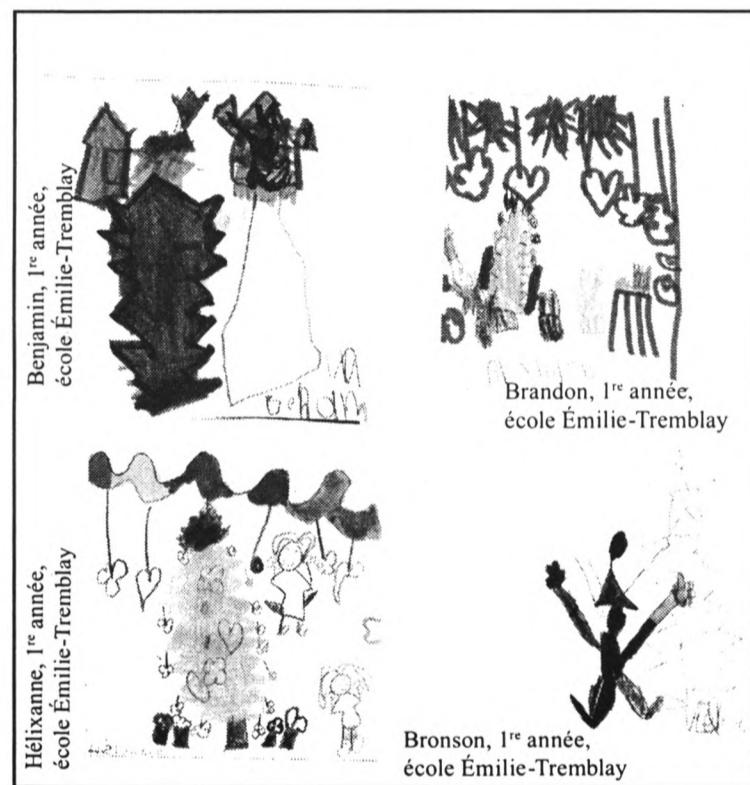 Benjamin, 1re année,
école Émilie-Tremblay
Brandon, 1re année,
école Émilie-Tremblay
Hélixanne, 1re année,
école Émilie-Tremblay
Bronson, 1re année,
école Émilie-Tremblay